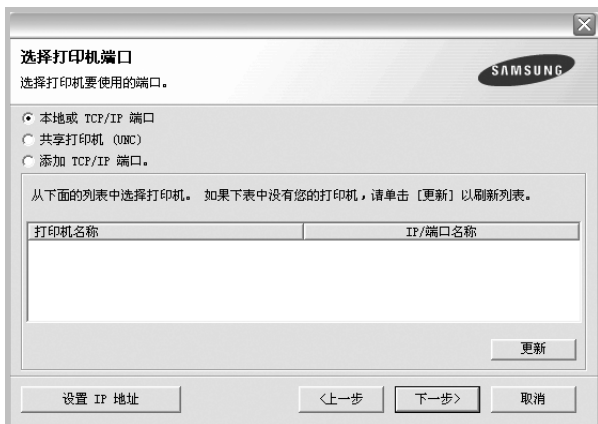 选择打印机端口
选择打印机要使用的端口。
SAMSUNG
本地或 TCP/IP 端口
共享打印机 (UNC)
添加 TCP/IP 端口。
从下面的列表中选择打印机。 如果下表中没有您的打印机，请单击 [更新] 以刷新列表。
打印机名称 IP/端口名称
更新
设置 IP 地址 <上一步 下一步> 取消